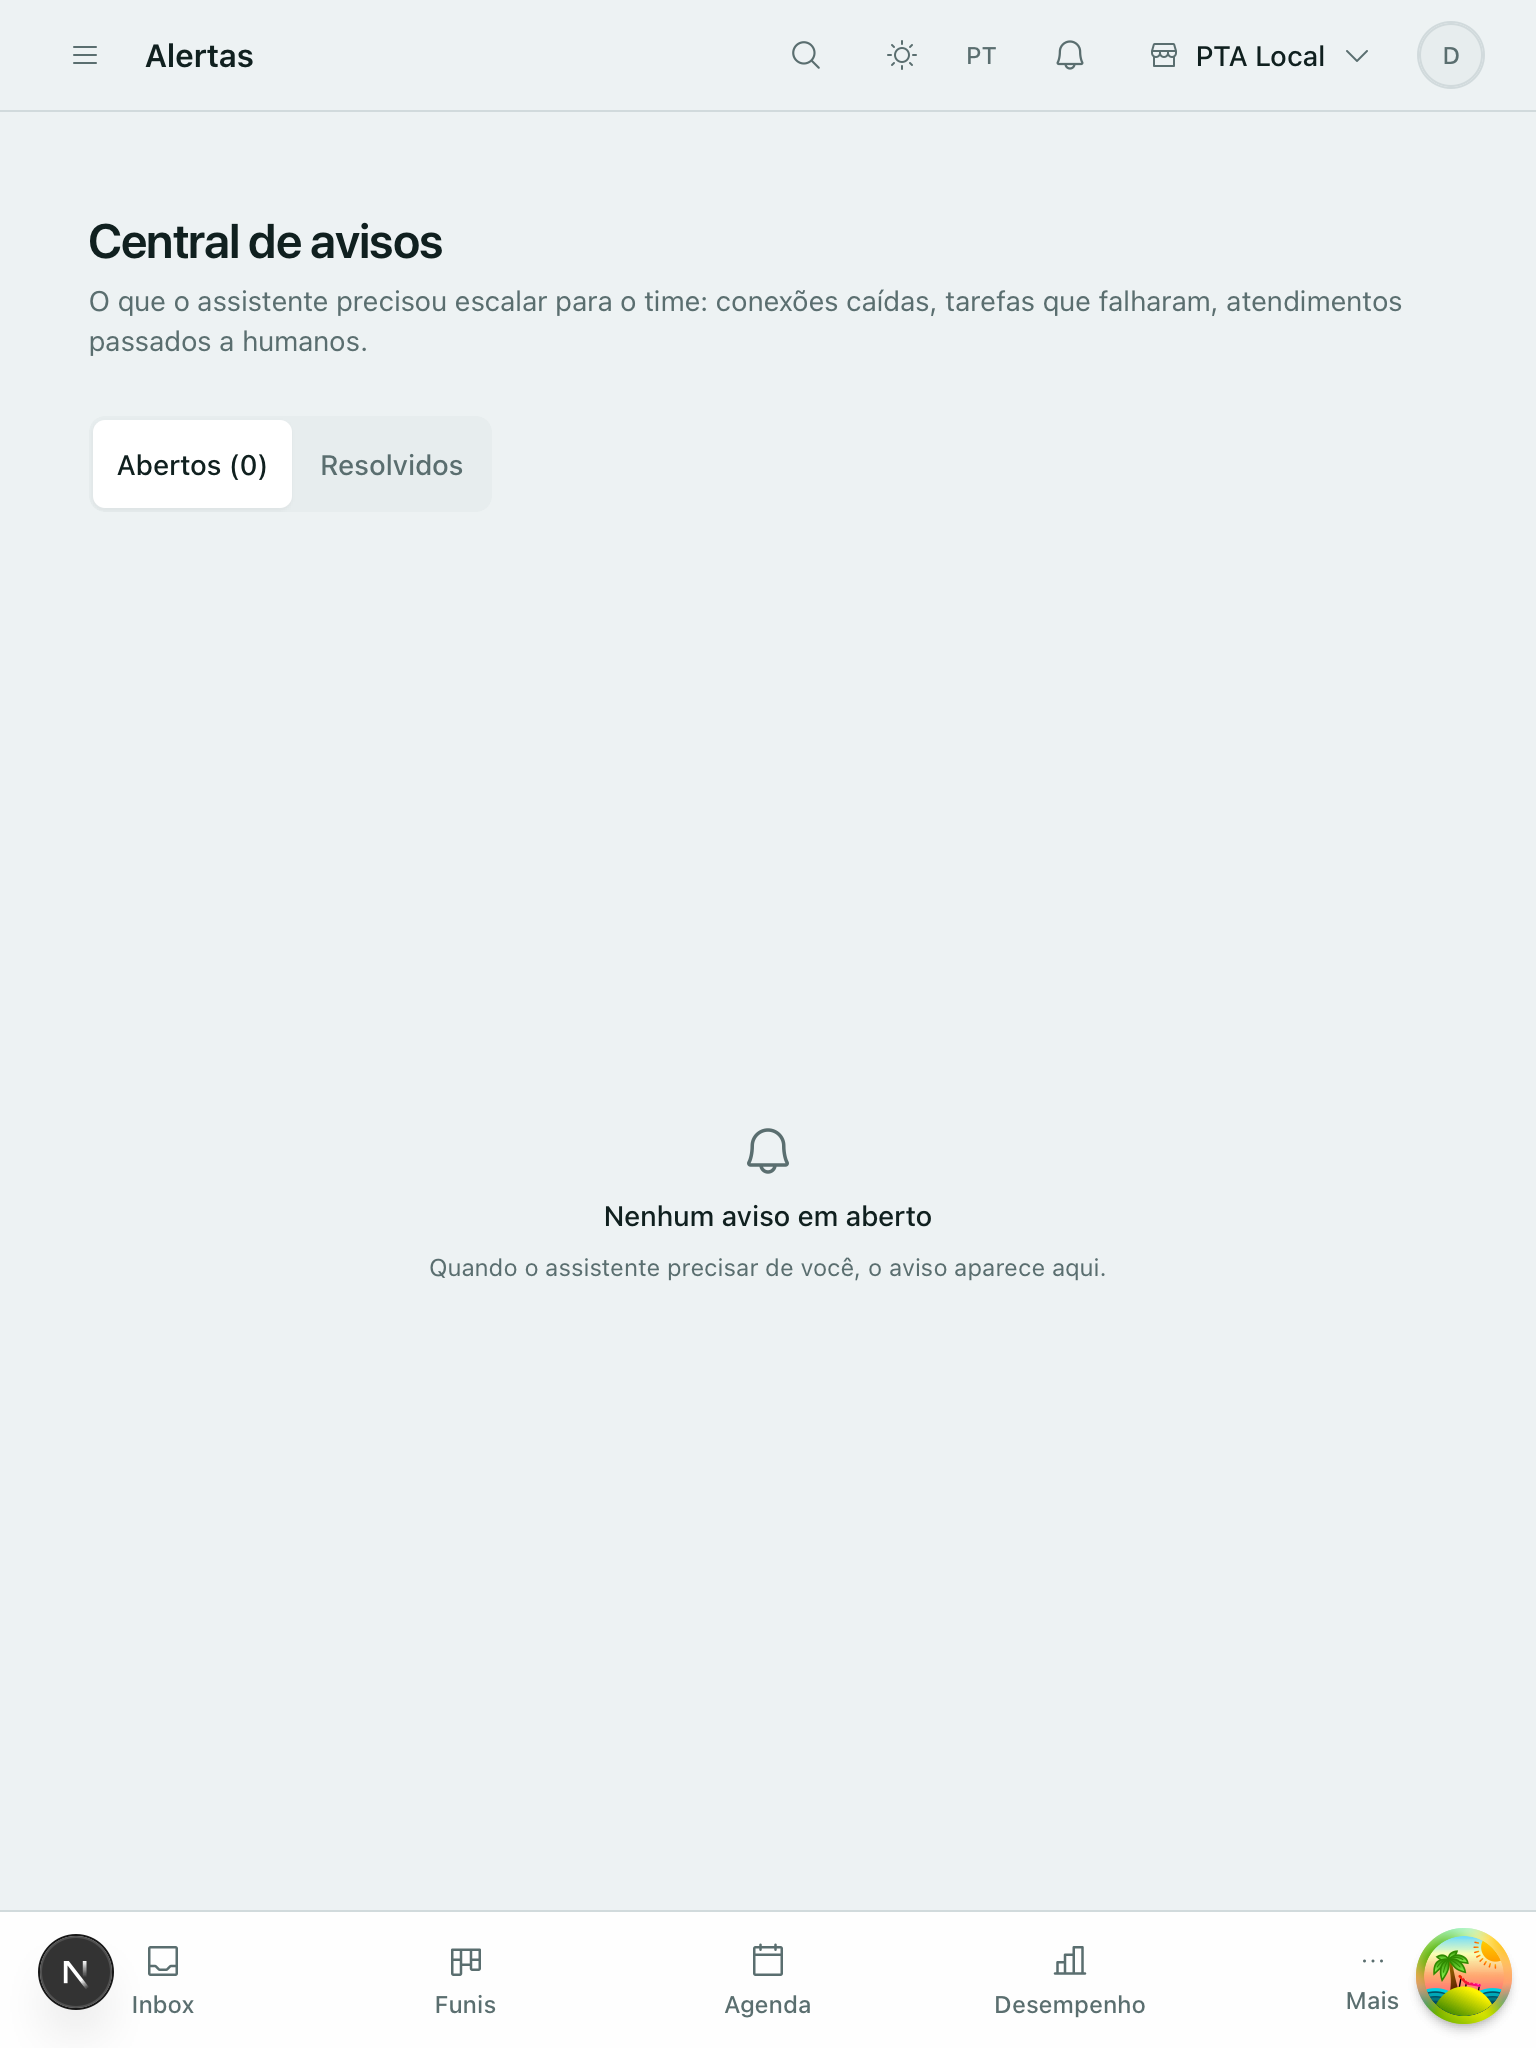 Alertas
PT
PTA Local
D
Central de avisos
O que o assistente precisou escalar para o time: conexões caídas, tarefas que falharam, atendimentos
passados a humanos.
Abertos (0)
Resolvidos
Nenhum aviso em aberto
Quando o assistente precisar de você, o aviso aparece aqui.
N
Inbox
Funis
Agenda
Desempenho
Mais